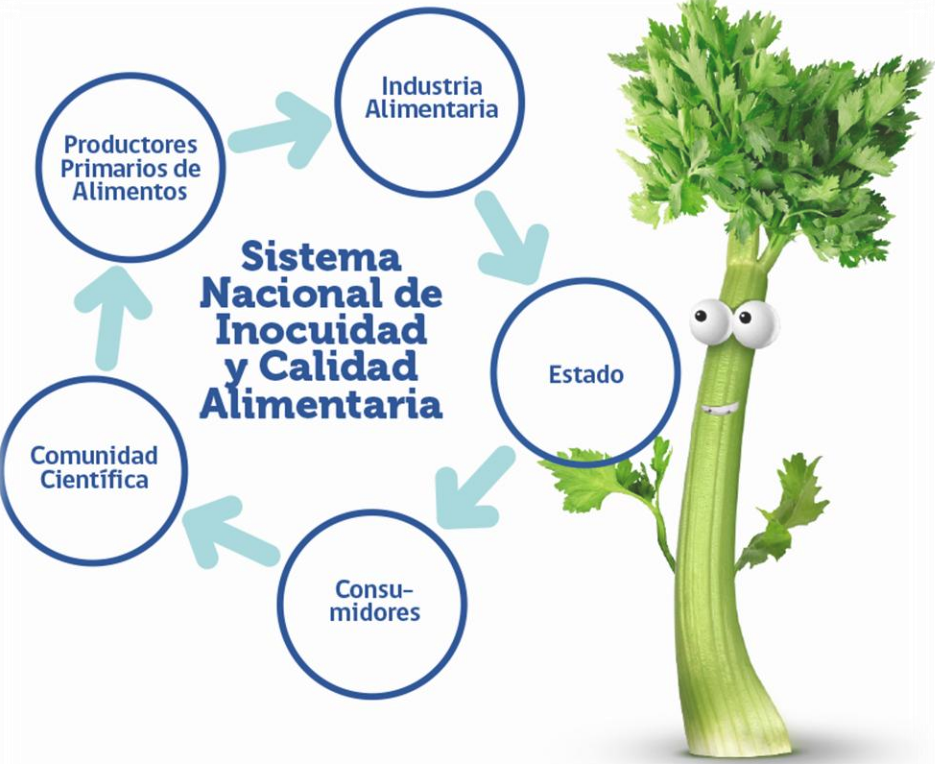 Industria
Alimentaria
Productores
Primarios de
Alimentos
Sistema
Nacional de
Inocuidad
y Calidad
Alimentaria
Estado
Comunidad
Científica
Consu-
midores